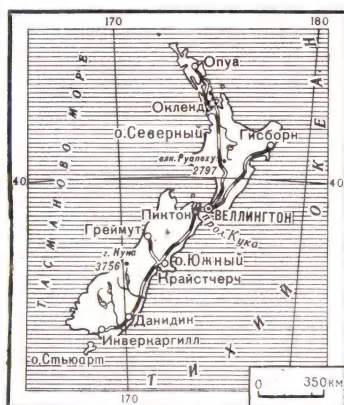 170
180
Опуа
Окленд
о.Северный
Гисборн
влк. Руапеху
2797
40
40
Пиктон
ВЕЛЛИНГТОН
прол. Кука
Греймут
г. Кука
3756
о.Южный
Крайстчерч
Данидин
Инверкаргилл
о.Стьюарт
ТАСМАНОВО МОРЕ
ТИХИЙ ОКЕАН
170
0 350км